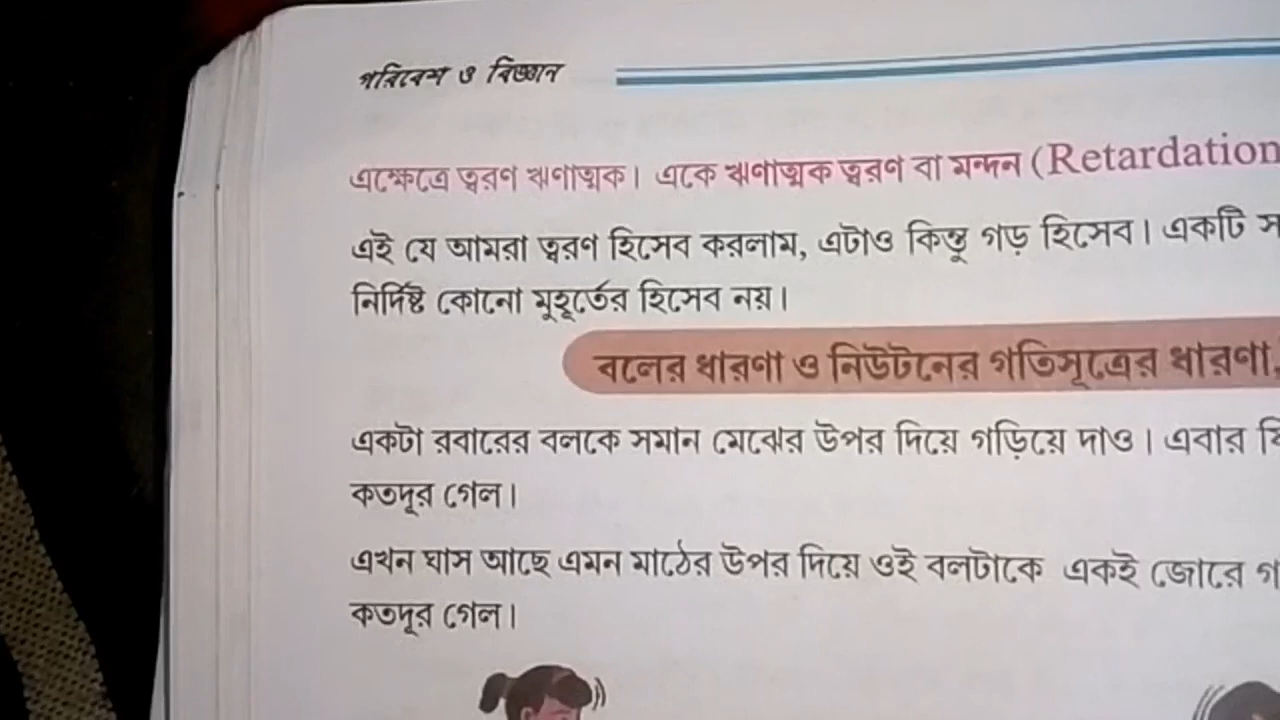 পরিবেশ ও বিজ্ঞান
এক্ষেত্রে ত্বরণ ঋণাত্মক। একে ঋণাত্মক ত্বরণ বা মন্দন (Retardation
এই যে আমরা ত্বরণ হিসেব করলাম, এটাও কিন্তু গড় হিসেব। একটি
নির্দিষ্ট কোনো মুহূর্তের হিসেব নয়।
বলের ধারণা ও নিউটনের গতিসূত্রের ধারণা
একটা রবারের বলকে সমান মেঝের উপর দিয়ে গড়িয়ে দাও। এবার
কতদূর গেল।
এখন ঘাস আছে এমন মাঠের উপর দিয়ে ওই বলটাকে একই জোরে
কতদূর গেল।